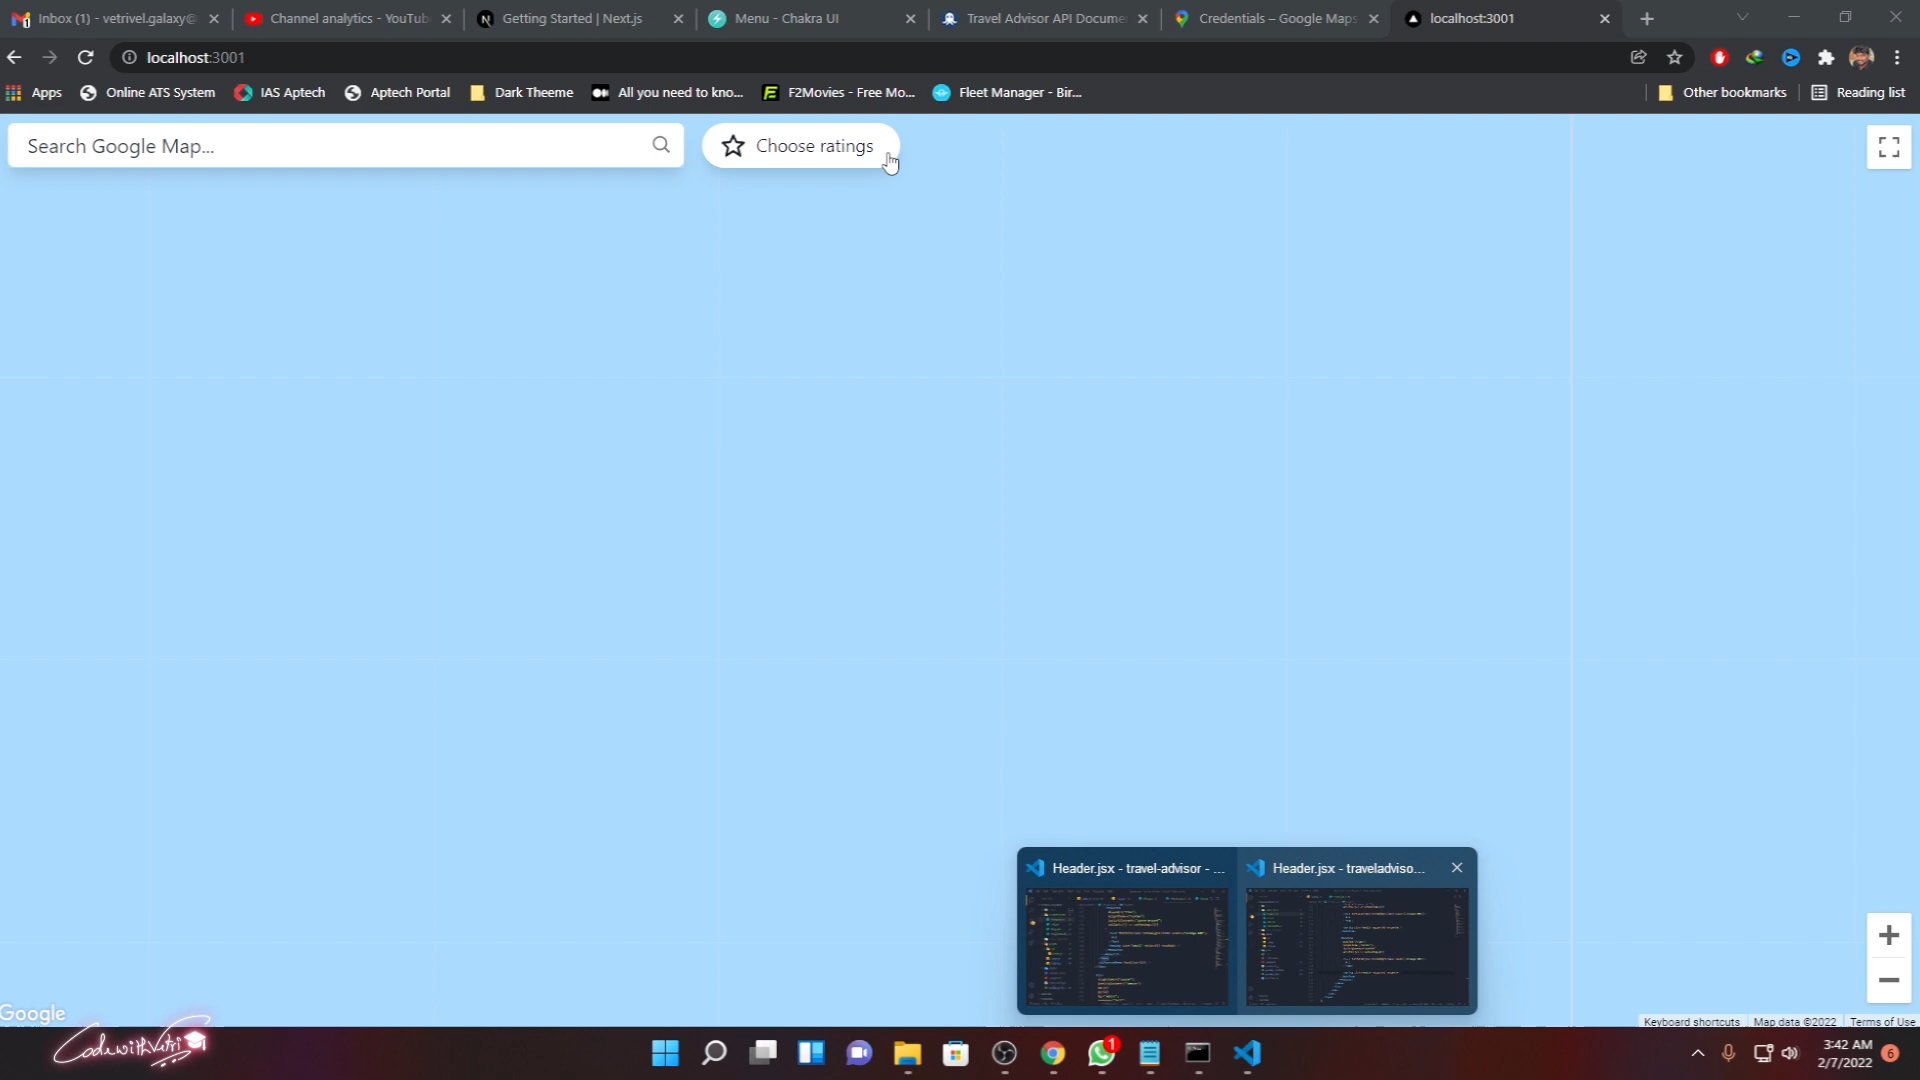 Inbox (1) - vetrivel.galaxy@
Channel analytics - YouTub
Getting Started | Next.js
Menu - Chakra UI
Travel Advisor API Docume
Credentials – Google Maps
localhost:3001
localhost:3001
Apps
Online ATS System
IAS Aptech
Aptech Portal
Dark Theeme
All you need to kno...
F2Movies - Free Mo...
Fleet Manager - Bir...
Other bookmarks
Reading list
Search Google Map...
Choose ratings
Header.jsx - travel-advisor - ...
Header.jsx - traveladviso...
Google
Keyboard shortcuts
Map data ©2022
Terms of Use
CodewithVetri
1
3:42 AM
2/7/2022
6